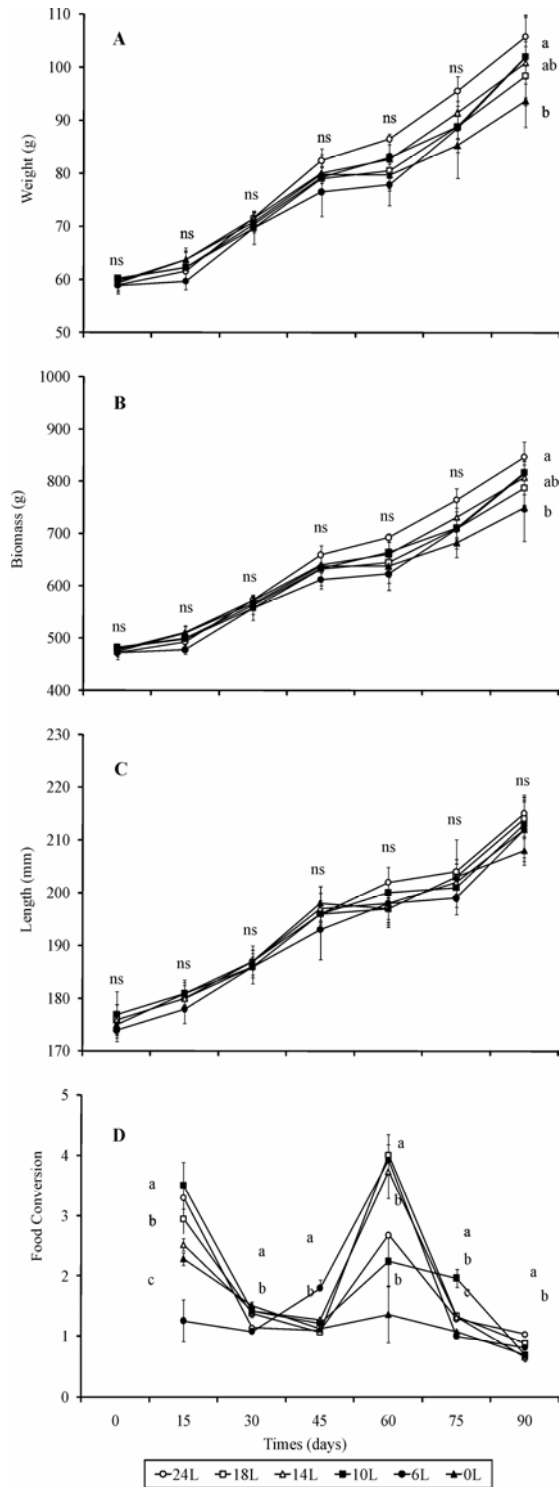 110
A
a
100
ab
ns
90
ns
b
Weight (g)
ns
80
ns
70
ns
ns
60
50
1000
B
900
a
800
ns
ab
Biomass (g)
ns
b
700
ns
600
ns
ns
ns
500
400
220
C
ns
210
ns
ns
Length (mm)
200
ns
190
ns
ns
180
ns
170
5
D
4
a
a
Food Conversion
3
b
b
a
a
a
b
2
c
b
b
b
c
a
b
1
0
0 15 30 45 60 75 90
Times (days)
24L 18L 14L 10L 6L 0L